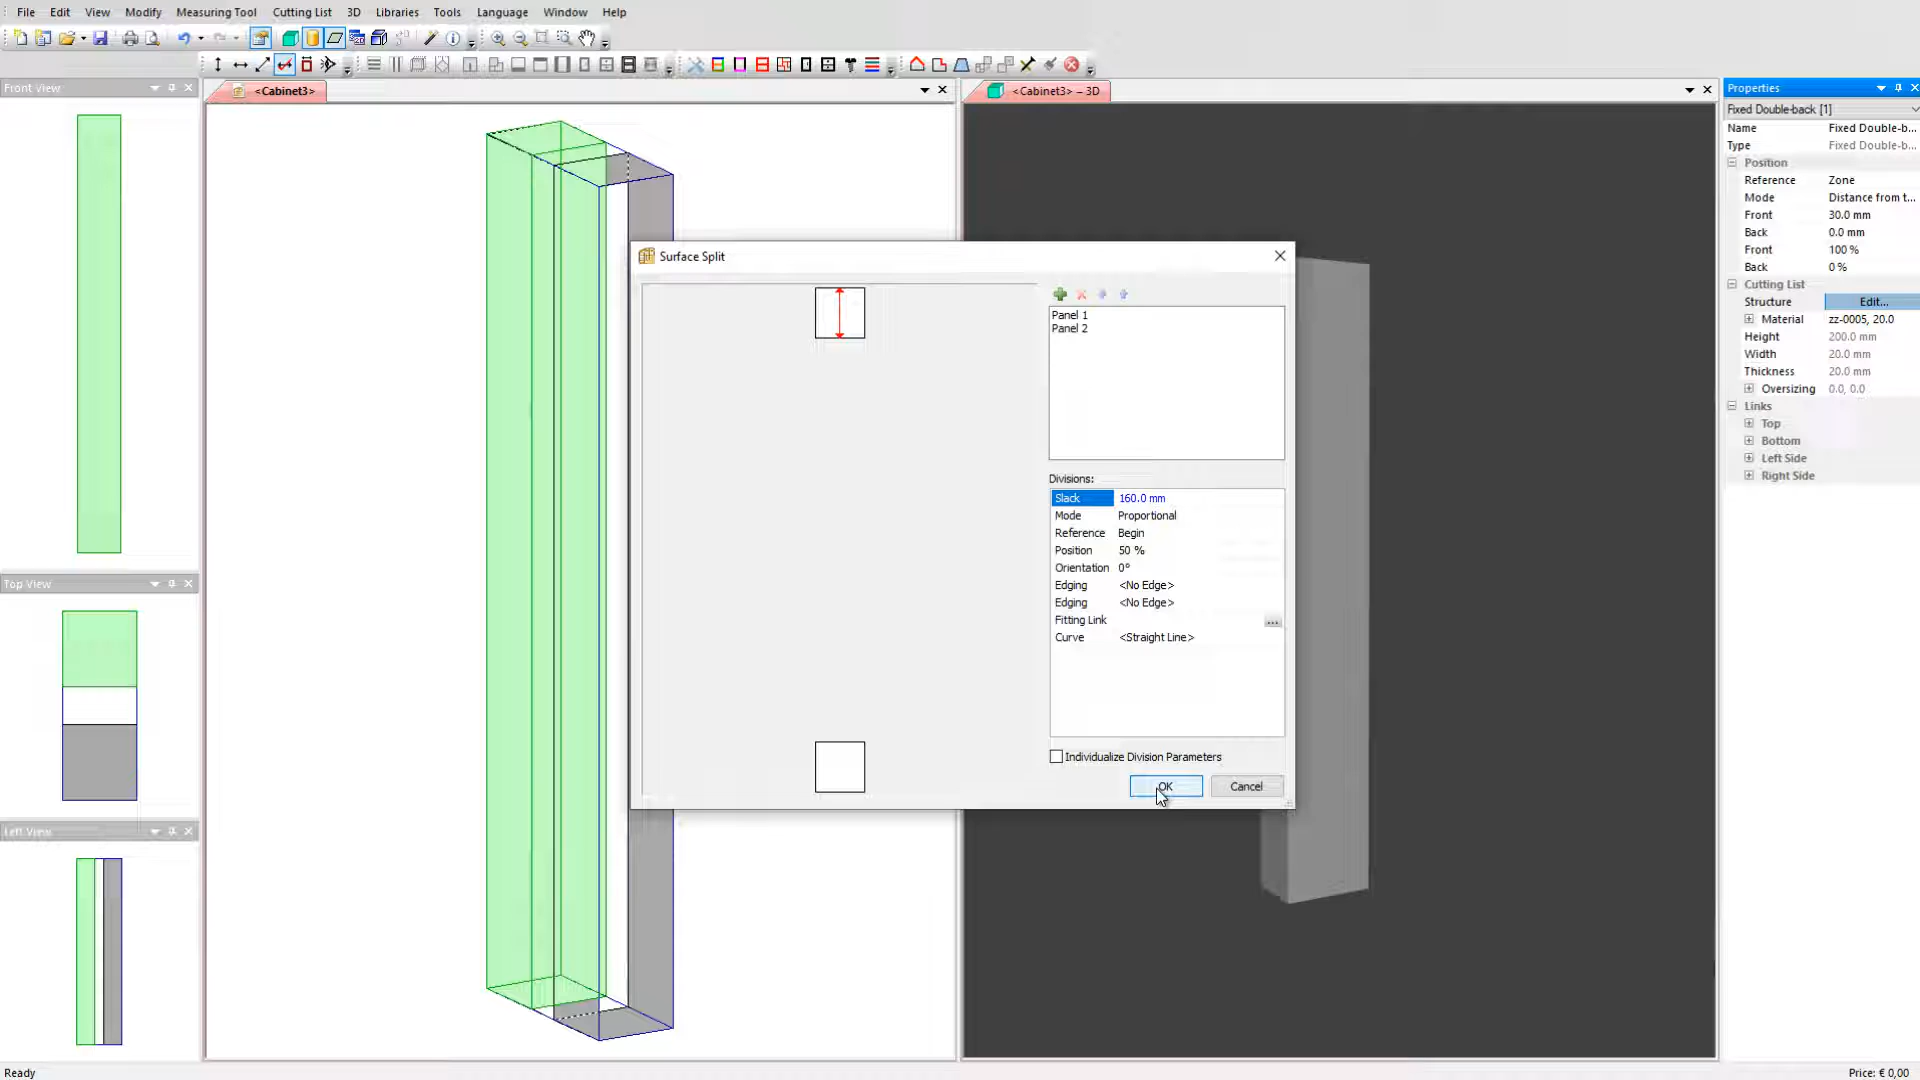 File Edit View Modify Measuring Tool Cutting List 3D Libraries Tools Language Window Help
Front View
<Cabinet3>
<Cabinet3> – 3D
Properties
Fixed Double-back [1]
Name Fixed Double-b...
Type Fixed Double-b...
Position
Reference Zone
Mode Distance from t...
Front 30.0 mm
Back 0.0 mm
Front 100 %
Back 0 %
Cutting List
Structure Edit...
Material zz-0005, 20.0
Height 200.0 mm
Width 20.0 mm
Thickness 20.0 mm
Oversizing 0.0, 0.0
Links
Top
Bottom
Left Side
Right Side
Surface Split
Panel 1
Panel 2
Divisions:
Slack 160.0 mm
Mode Proportional
Reference Begin
Position 50 %
Orientation 0°
Edging <No Edge>
Edging <No Edge>
Fitting Link ...
Curve <Straight Line>
Individualize Division Parameters
OK Cancel
Top View
Left View
Ready
Price: € 0,00